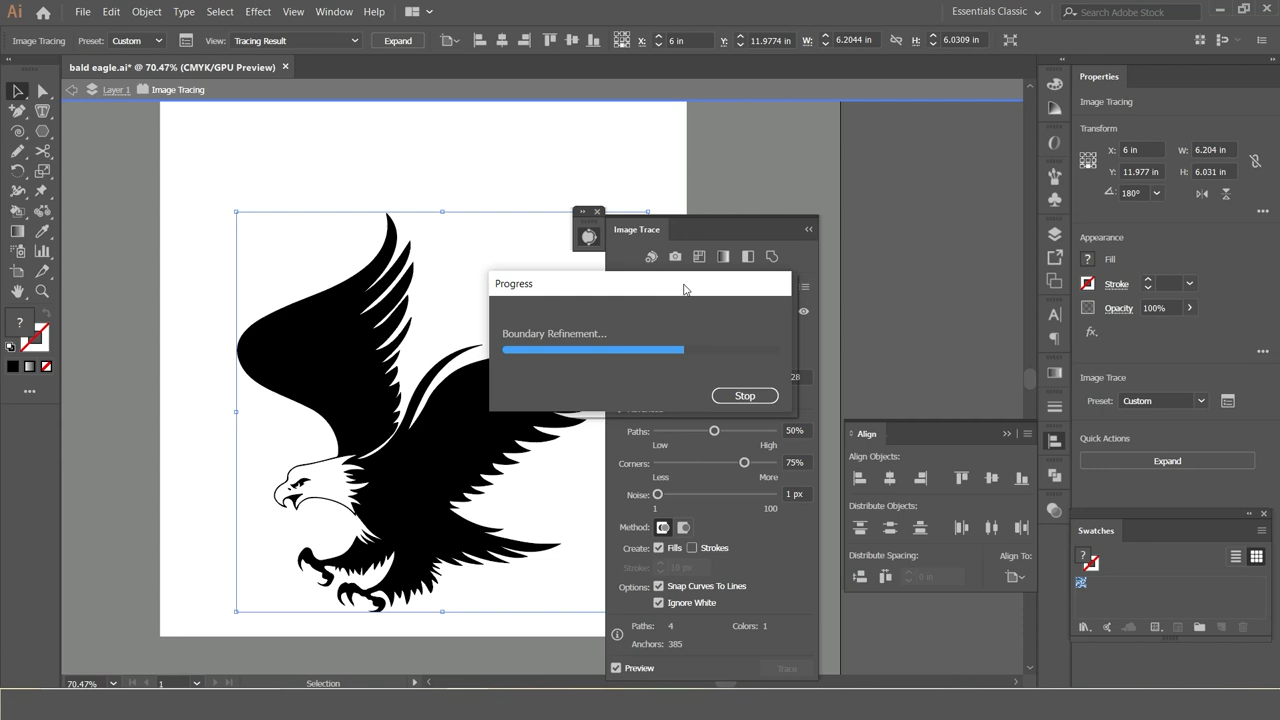 Ai File Edit Object Type Select Effect View Window Help Essentials Classic Search Adobe Stock
Image Tracing Preset: Custom View: Tracing Result Expand X: 6 in Y: 11.9774 in W: 6.2044 in H: 6.0309 in
bald eagle.ai* @ 70.47% (CMYK/GPU Preview)
Layer 1 Image Tracing
Properties
Image Tracing
Transform
X: 6 in W: 6.204 in
Y: 11.977 in H: 6.031 in
180°
Appearance
? Fill
Stroke
Opacity 100%
fx.
Image Trace
Preset: Custom
Quick Actions
Expand
Image Trace
Progress
Boundary Refinement...
Stop
28
Paths: 50%
Low High
Corners: 75%
Less More
Noise: 1 px
1 100
Method:
Create: Fills Strokes
Stroke: 10 px
Options: Snap Curves To Lines
Ignore White
Paths: 4 Colors: 1
Anchors: 385
Preview Trace
Align
Align Objects:
Distribute Objects:
Distribute Spacing: Align To:
0 in
Swatches
?
?
70.47% 1 Selection